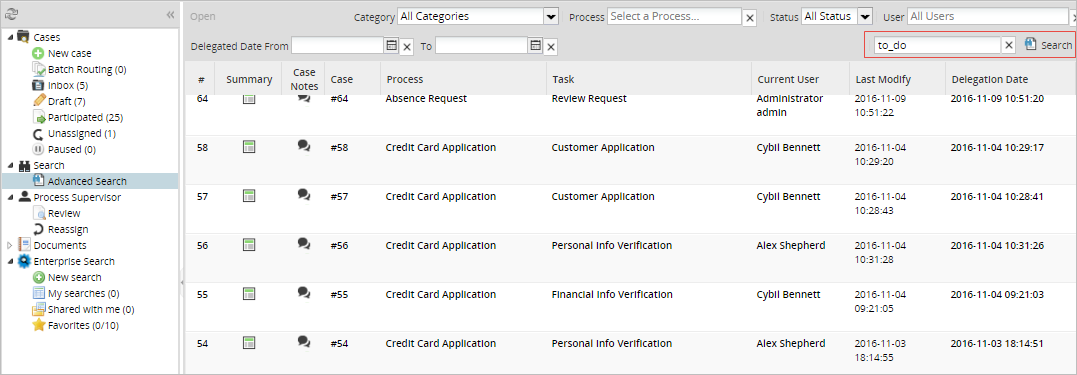 Open Category All Categories Process Select a Process... Status All Status User All Users
Delegated Date From To to_do Search
Cases
New case
Batch Routing (0)
Inbox (5)
Draft (7)
Participated (25)
Unassigned (1)
Paused (0)
Search
Advanced Search
Process Supervisor
Review
Reassign
Documents
Enterprise Search
New search
My searches (0)
Shared with me (0)
Favorites (0/10)
# Summary Case Notes Case Process Task Current User Last Modify Delegation Date
64 #64 Absence Request Review Request Administrator admin 2016-11-09 10:51:22 2016-11-09 10:51:20
58 #58 Credit Card Application Customer Application Cybil Bennett 2016-11-04 10:29:20 2016-11-04 10:29:17
57 #57 Credit Card Application Customer Application Cybil Bennett 2016-11-04 10:28:43 2016-11-04 10:28:41
56 #56 Credit Card Application Personal Info Verification Alex Shepherd 2016-11-04 10:31:28 2016-11-04 10:31:26
55 #55 Credit Card Application Financial Info Verification Cybil Bennett 2016-11-04 09:21:05 2016-11-04 09:21:03
54 #54 Credit Card Application Personal Info Verification Alex Shepherd 2016-11-03 18:14:55 2016-11-03 18:14:51